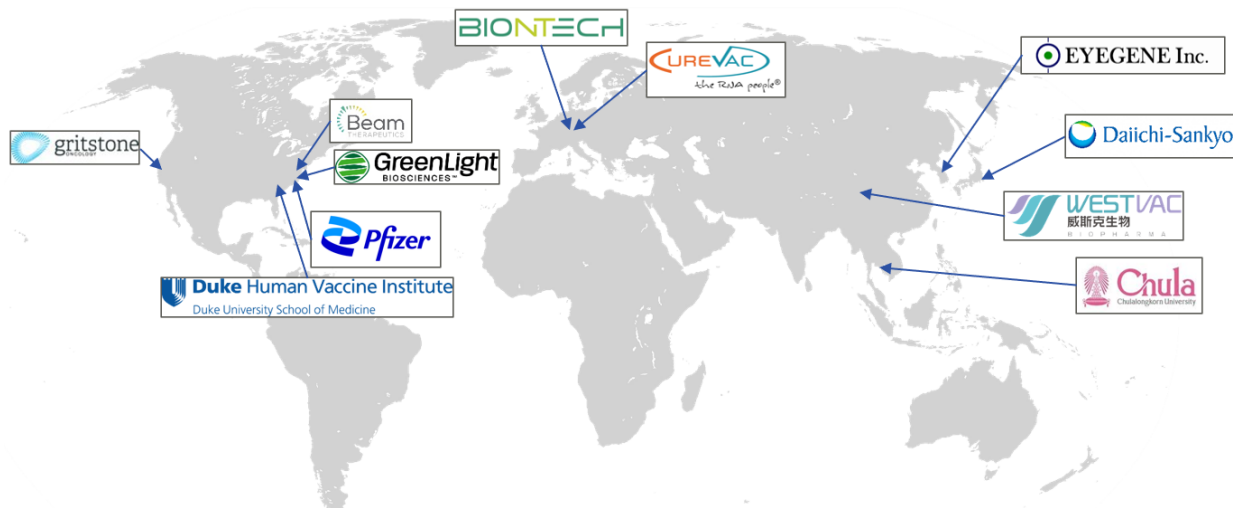 BIONTECH
CUREVAC
the RNA people®
EYEGENE Inc.
gritstone
ONCOLOGY
Beam
THERAPEUTICS
GreenLight
BIOSCIENCES™
Daiichi-Sankyo
Pfizer
WESTVAC
威斯克生物
BIOPHARMA
Duke Human Vaccine Institute
Duke University School of Medicine
Chula
Chulalongkorn University